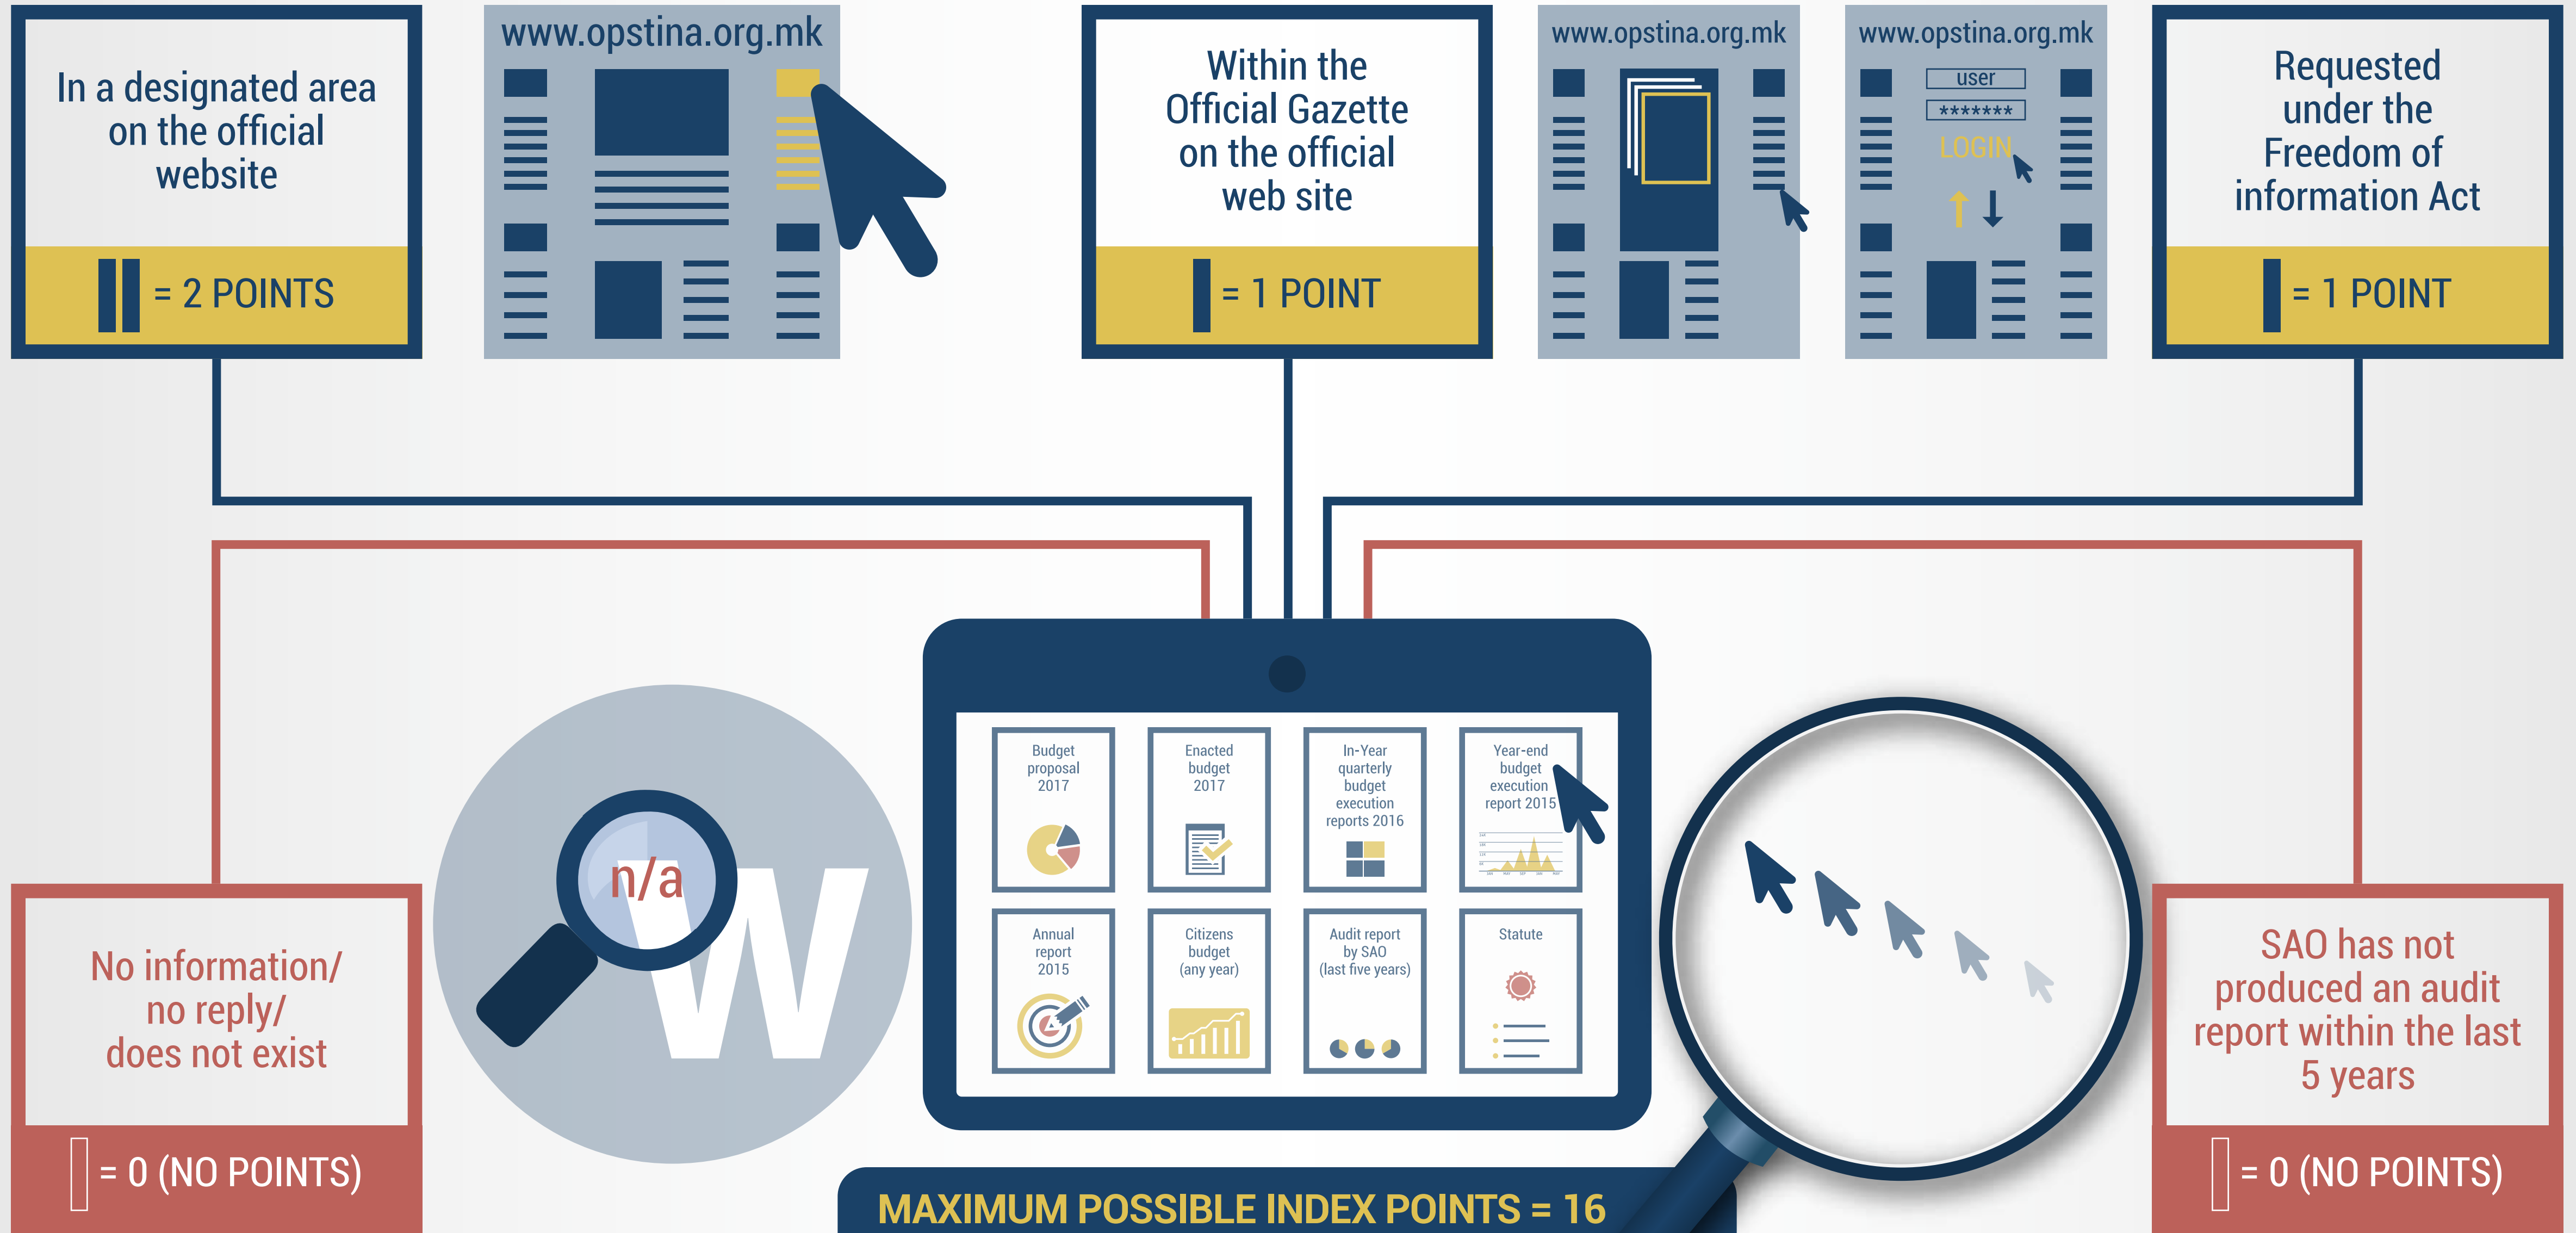 In a designated area
on the official
website
= 2 POINTS
www.opstina.org.mk
Within the
Official Gazette
on the official
web site
= 1 POINT
www.opstina.org.mk
www.opstina.org.mk
user
*******
LOGIN
Requested
under the
Freedom of
information Act
= 1 POINT
No information/
no reply/
does not exist
= 0 (NO POINTS)
n/a
W
Budget
proposal
2017
Enacted
budget
2017
In-Year
quarterly
budget
execution
reports 2016
Year-end
budget
execution
report 2015
Annual
report
2015
Citizens
budget
(any year)
Audit report
by SAO
(last five years)
Statute
SAO has not
produced an audit
report within the last
5 years
= 0 (NO POINTS)
MAXIMUM POSSIBLE INDEX POINTS = 16